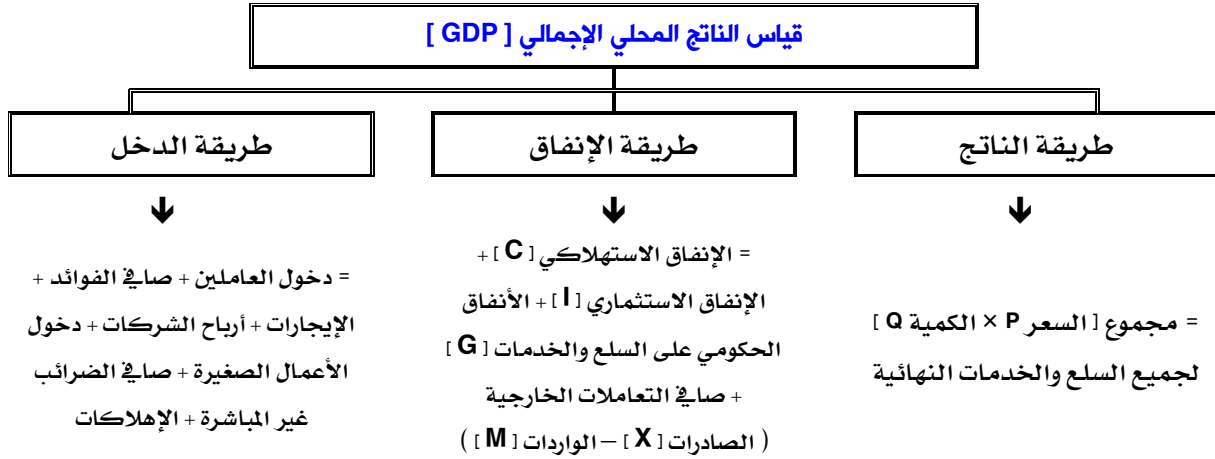 قياس الناتج المحلي الإجمالي [ GDP ]
طريقة الناتج
= مجموع [ السعر P × الكمية Q ]
لجميع السلع والخدمات النهائية
طريقة الإنفاق
= الإنفاق الاستهلاكي [ C ] +
الإنفاق الاستثماري [ I ] + الأنفاق
الحكومي على السلع والخدمات [ G ]
+ صافي التعاملات الخارجية
( الصادرات [ X ] – الواردات [ M ] )
طريقة الدخل
= دخول العاملين + صافي الفوائد +
الإيجارات + أرباح الشركات + دخول
الأعمال الصغيرة + صافي الضرائب
غير المباشرة + الإهلاكات